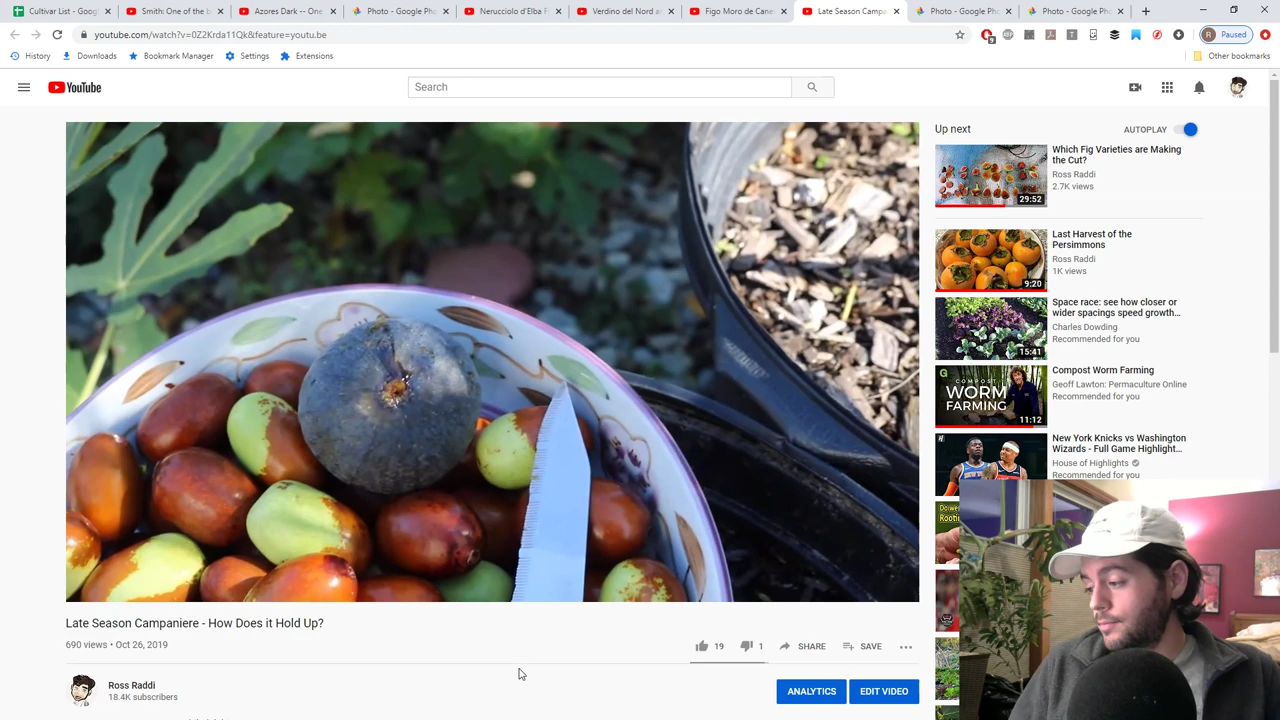 Cultivar List - Goog
Smith: One of the b
Azores Dark -- One
Photo - Google Pho
Nerucciolo d'Elba F
Verdino del Nord a
Figo Moro de Cane
Late Season Campa
Photo - Google Pho
Photo - Google Pho
youtube.com/watch?v=0Z2Krda11Qk&feature=youtu.be
R Paused
History
Downloads
Bookmark Manager
Settings
Extensions
Other bookmarks
YouTube
Search
Up next
AUTOPLAY
Which Fig Varieties are Making
the Cut?
Ross Raddi
2.7K views
29:52
Last Harvest of the
Persimmons
Ross Raddi
1K views
9:20
Space race: see how closer or
wider spacings speed growth...
Charles Dowding
Recommended for you
15:41
Compost Worm Farming
Geoff Lawton: Permaculture Online
Recommended for you
COMPOST
WORM
FARMING
11:12
New York Knicks vs Washington
Wizards - Full Game Highlight...
House of Highlights
Recommended for you
Late Season Campaniere - How Does it Hold Up?
690 views • Oct 26, 2019
19
1
SHARE
SAVE
Ross Raddi
18.4K subscribers
ANALYTICS
EDIT VIDEO